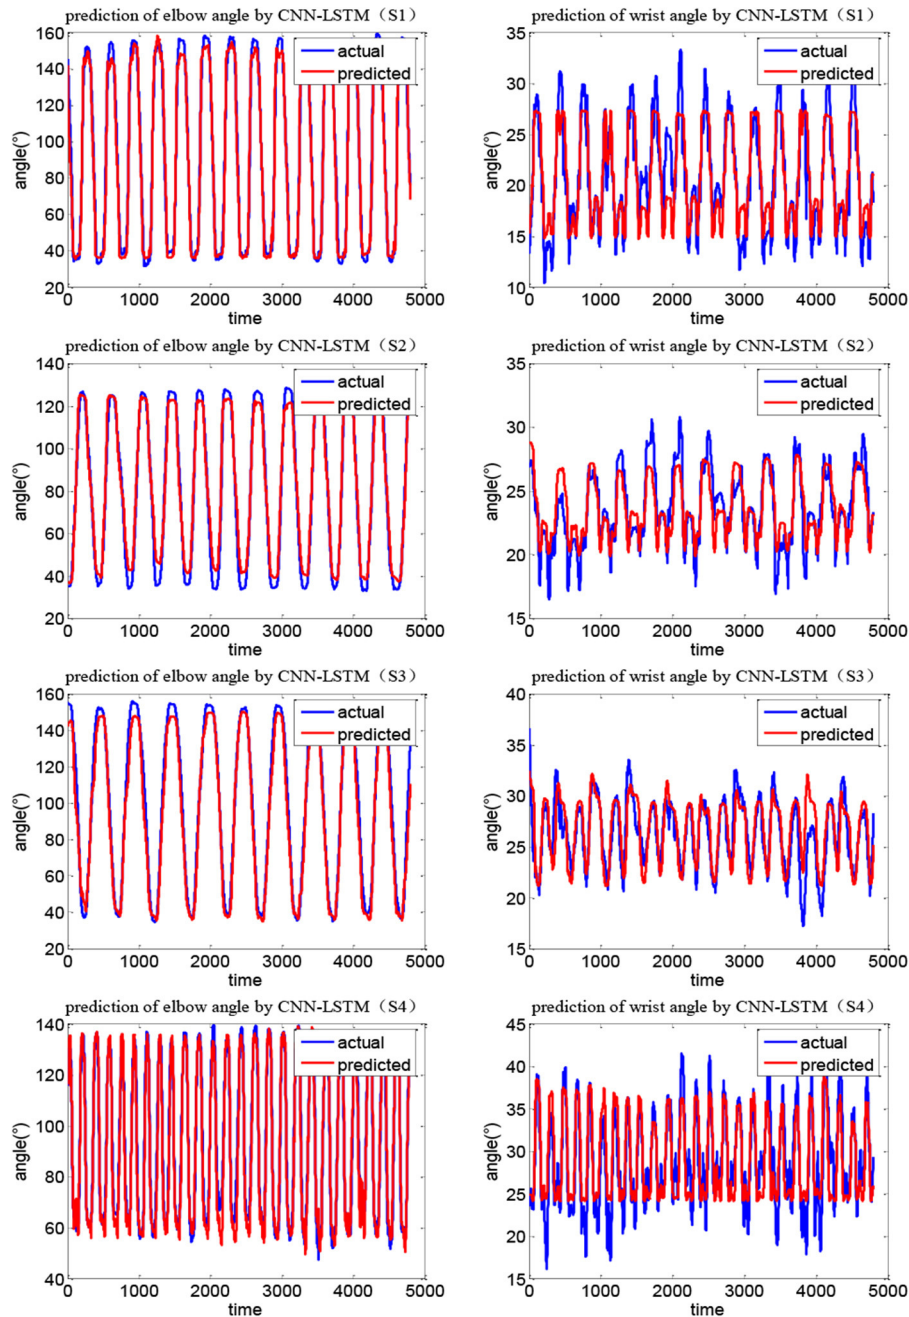 prediction of elbow angle by CNN-LSTM（S1）
160
140
120
100
80
60
40
20
angle(°)
actual
predicted
0 1000 2000 3000 4000 5000
time
prediction of wrist angle by CNN-LSTM（S1）
35
30
25
20
15
10
angle(°)
actual
predicted
0 1000 2000 3000 4000 5000
time
prediction of elbow angle by CNN-LSTM（S2）
140
120
100
80
60
40
20
angle(°)
actual
predicted
0 1000 2000 3000 4000 5000
time
prediction of wrist angle by CNN-LSTM（S2）
35
30
25
20
15
angle(°)
actual
predicted
0 1000 2000 3000 4000 5000
time
prediction of elbow angle by CNN-LSTM（S3）
160
140
120
100
80
60
40
20
angle(°)
actual
predicted
0 1000 2000 3000 4000 5000
time
prediction of wrist angle by CNN-LSTM（S3）
40
35
30
25
20
15
angle(°)
actual
predicted
0 1000 2000 3000 4000 5000
time
prediction of elbow angle by CNN-LSTM（S4）
140
120
100
80
60
40
angle(°)
actual
predicted
0 1000 2000 3000 4000 5000
time
prediction of wrist angle by CNN-LSTM（S4）
45
40
35
30
25
20
15
angle(°)
actual
predicted
0 1000 2000 3000 4000 5000
time